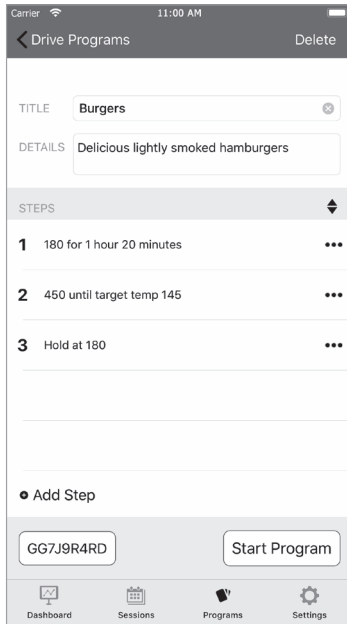 Carrier 11:00 AM
Drive Programs Delete
TITLE Burgers
DETAILS Delicious lightly smoked hamburgers
STEPS
1 180 for 1 hour 20 minutes
2 450 until target temp 145
3 Hold at 180
Add Step
GG7J9R4RD Start Program
Dashboard Sessions Programs Settings